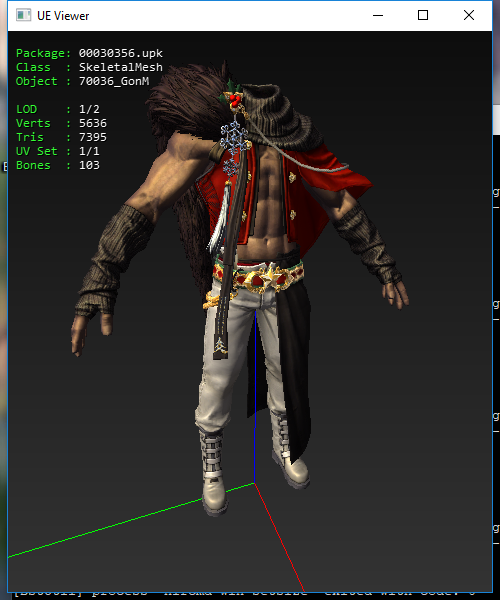 UE Viewer
Package: 00030356.upk
Class : SkeletalMesh
Object : 70036_GonM
LOD : 1/2
Verts : 5636
Tris : 7395
UV Set : 1/1
Bones : 103